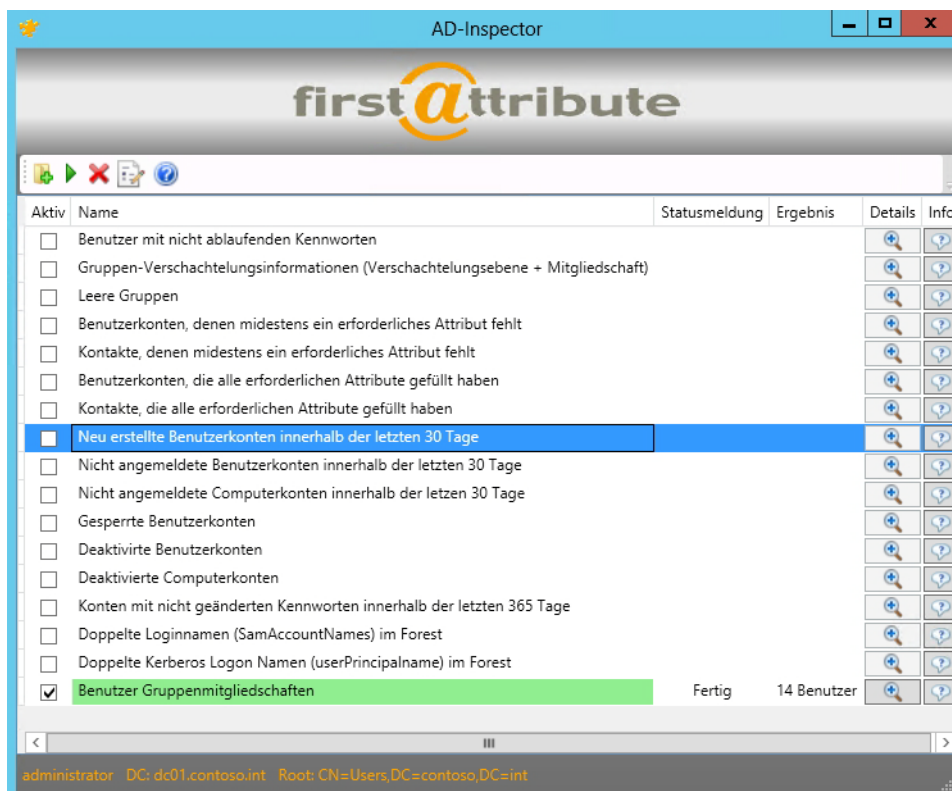 AD-Inspector
first@ttribute
Aktiv Name Statusmeldung Ergebnis Details Info
Benutzer mit nicht ablaufenden Kennworten
Gruppen-Verschachtelungsinformationen (Verschachtelungsebene + Mitgliedschaft)
Leere Gruppen
Benutzerkonten, denen midestens ein erforderliches Attribut fehlt
Kontakte, denen midestens ein erforderliches Attribut fehlt
Benutzerkonten, die alle erforderlichen Attribute gefüllt haben
Kontakte, die alle erforderlichen Attribute gefüllt haben
Neu erstellte Benutzerkonten innerhalb der letzten 30 Tage
Nicht angemeldete Benutzerkonten innerhalb der letzten 30 Tage
Nicht angemeldete Computerkonten innerhalb der letzen 30 Tage
Gesperrte Benutzerkonten
Deaktivirte Benutzerkonten
Deaktivierte Computerkonten
Konten mit nicht geänderten Kennworten innerhalb der letzten 365 Tage
Doppelte Loginnamen (SamAccountNames) im Forest
Doppelte Kerberos Logon Namen (userPrincipalname) im Forest
Benutzer Gruppenmitgliedschaften Fertig 14 Benutzer
administrator DC: dc01.contoso.int Root: CN=Users,DC=contoso,DC=int